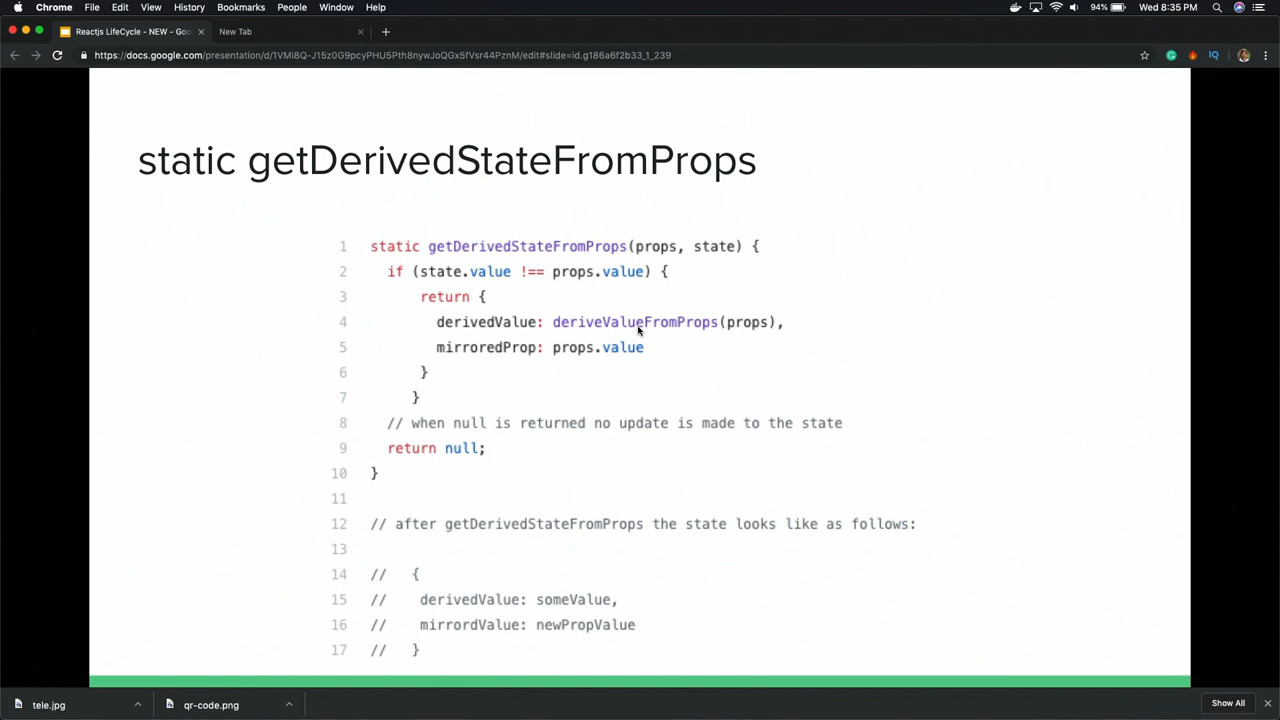 Chrome File Edit View History Bookmarks People Window Help 94% Wed 8:35 PM
Reactjs LifeCycle - NEW - Goo New Tab
https://docs.google.com/presentation/d/1VMl8Q-J15z0G9pcyPHU5Pth8nywJoQGx5fVsr44PznM/edit#slide=id.g186a6f2b33_1_239
static getDerivedStateFromProps
1 static getDerivedStateFromProps(props, state) {
2 if (state.value !== props.value) {
3 return {
4 derivedValue: deriveValueFromProps(props),
5 mirroredProp: props.value
6 }
7 }
8 // when null is returned no update is made to the state
9 return null;
10 }
11
12 // after getDerivedStateFromProps the state looks like as follows:
13
14 // {
15 // derivedValue: someValue,
16 // mirrordValue: newPropValue
17 // }
tele.jpg qr-code.png Show All